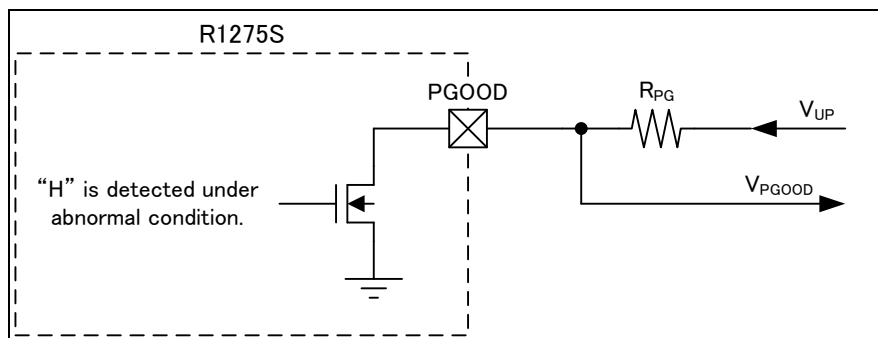 R1275S
PGOOD
RPG
VUP
"H" is detected under
abnormal condition.
VPGOOD